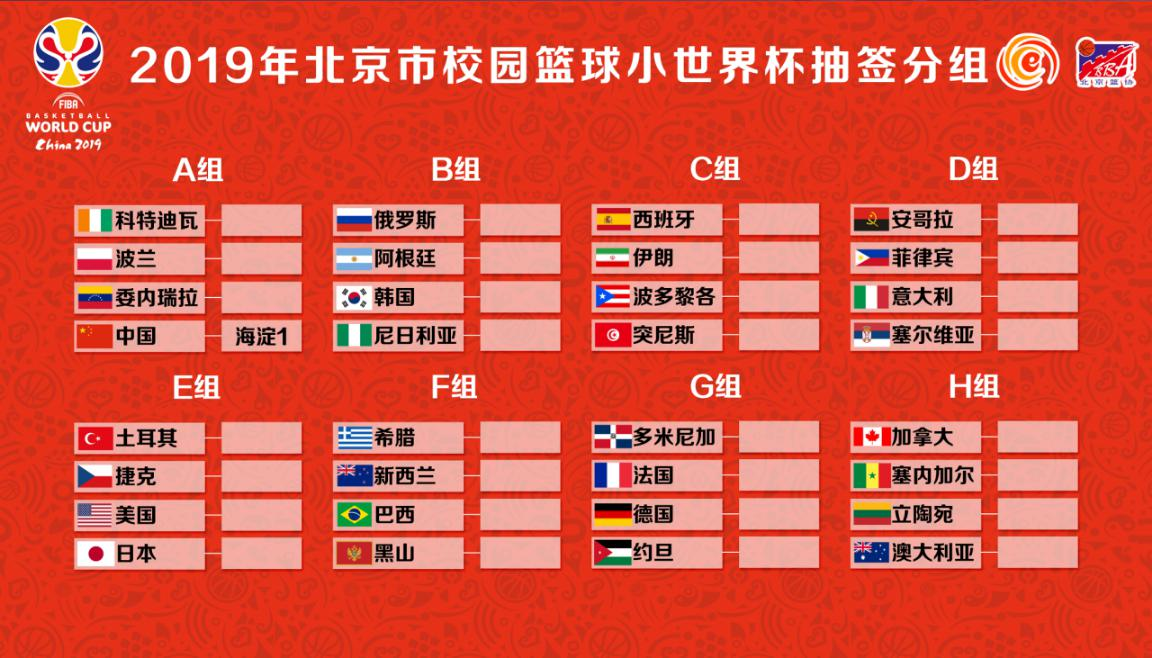 2019年北京市校园篮球小世界杯抽签分组
FIBA
BASKETBALL
WORLD CUP
China 2019
BBA
北京篮协
A组
科特迪瓦
波兰
委内瑞拉
中国 海淀1
B组
俄罗斯
阿根廷
韩国
尼日利亚
C组
西班牙
伊朗
波多黎各
突尼斯
D组
安哥拉
菲律宾
意大利
塞尔维亚
E组
土耳其
捷克
美国
日本
F组
希腊
新西兰
巴西
黑山
G组
多米尼加
法国
德国
约旦
H组
加拿大
塞内加尔
立陶宛
澳大利亚